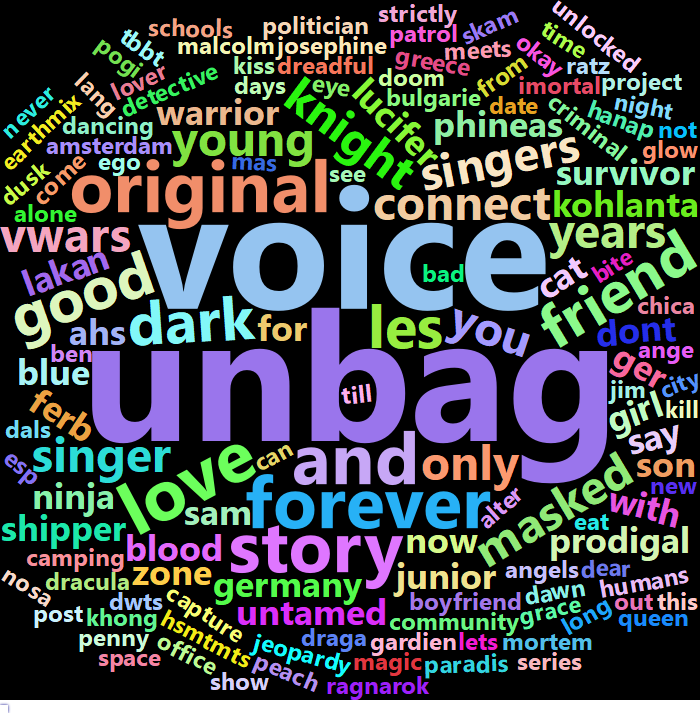 strictly
politician
skam
unlocked
schools
patrol
time
tbbt
malcolm
josephine
meets
okay
pogi
kiss
dreadful
greece
from
ratz
lang
lover
days
eye
doom
imortal
project
never
detective
lucifer
bulgarie
date
night
earthmix
warrior
knight
phineas
criminal
hanap
not
dancing
young
singers
amsterdam
ego
mas
see
glow
dusk
come
original
connect
survivor
alone
voice
kohlanta
vwars
years
lakan
good
bad
cat
bite
friend
ahs
dark
for
les
you
chica
dont
ben
unbag
ger
ange
blue
till
jim
city
ferb
girl
kill
dals
singer
love
can
and
only
say
son
esp
masked
new
ninja
sam
forever
alter
with
shipper
story
now
eat
prodigal
camping
blood
nosa
dracula
zone
germany
junior
angels
dear
humans
post
dwts
capture
untamed
boyfriend
dawn
out
this
khong
community
grace
long
queen
penny
hsmtmts
office
jeopardy
draga
gardien
lets
mortem
space
peach
magic
paradis
series
show
ragnarok